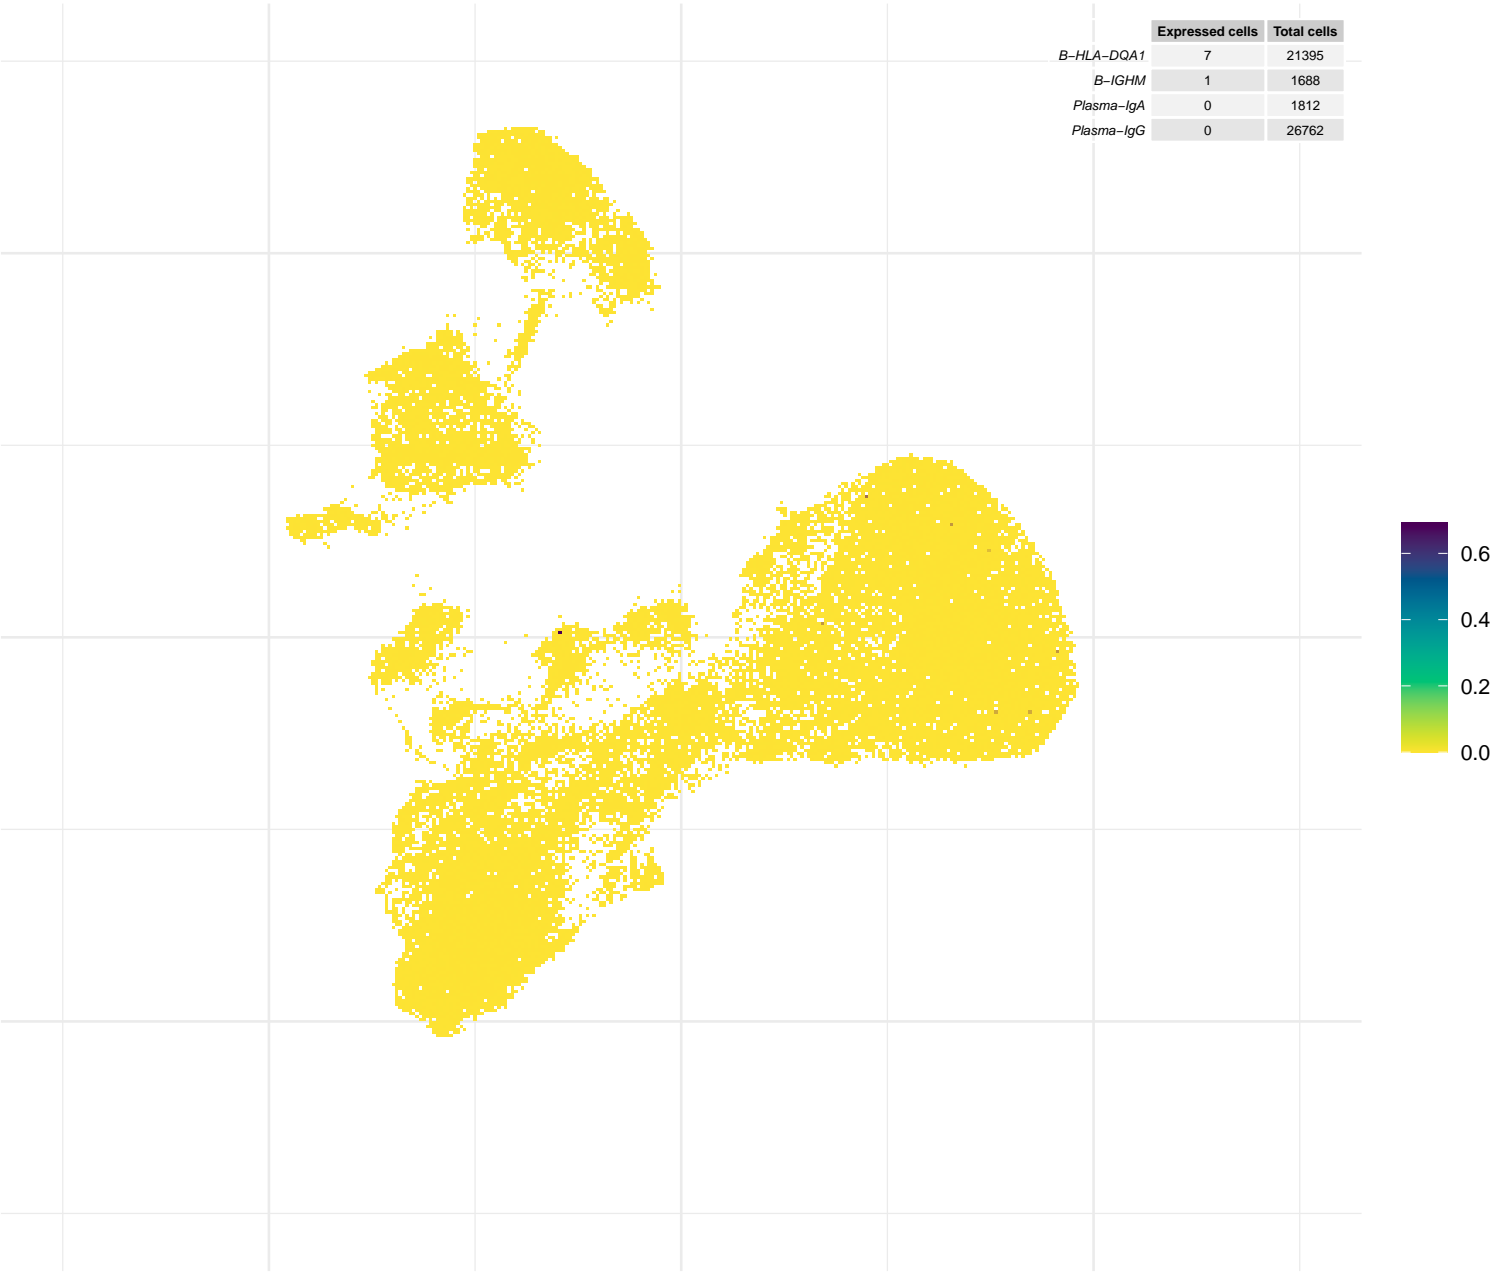 Expressed cells Total cells
B−HLA−DQA1 7 21395
B−IGHM 1 1688
Plasma−IgA 0 1812
Plasma−IgG 0 26762
0.6
0.4
0.2
0.0